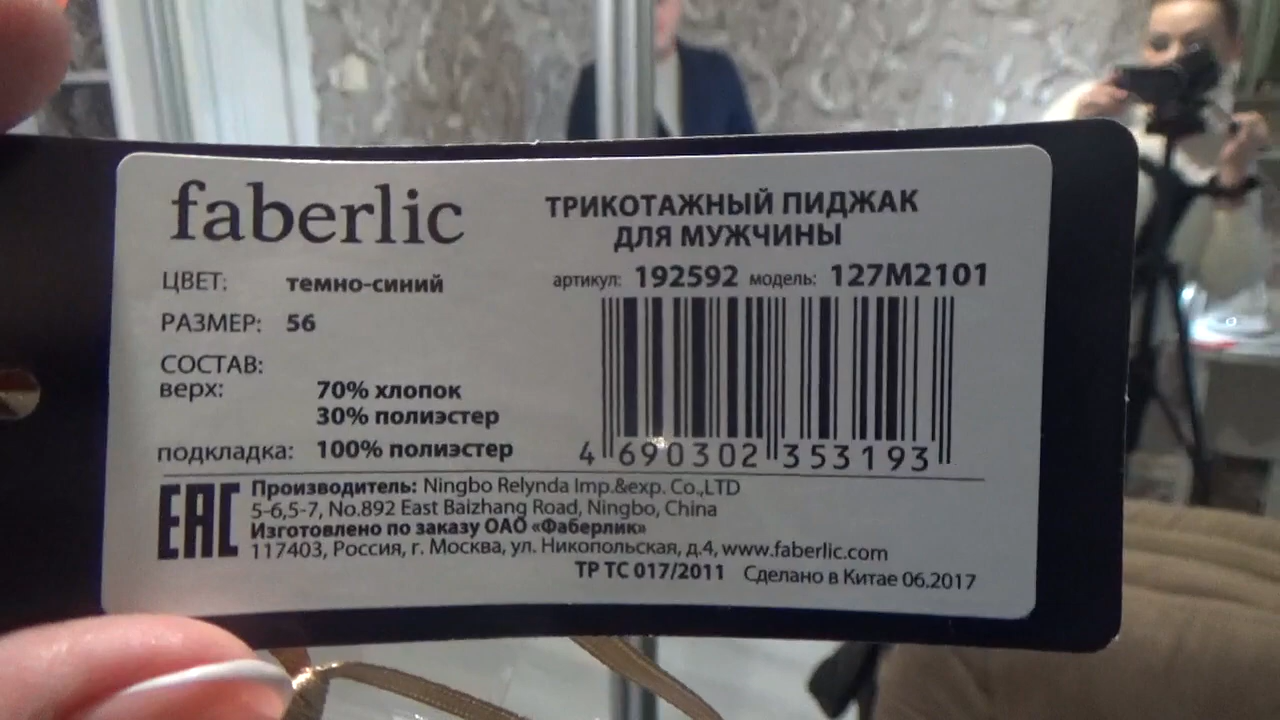 faberlic
ТРИКОТАЖНЫЙ ПИДЖАК
ДЛЯ МУЖЧИНЫ
артикул: 192592 модель: 127M2101
ЦВЕТ: темно-синий
РАЗМЕР: 56
СОСТАВ:
верх: 70% хлопок
30% полиэстер
подкладка: 100% полиэстер
4 690302 353193
EAC
Производитель: Ningbo Relynda Imp.&exp. Co.,LTD
5-6,5-7, No.892 East Baizhang Road, Ningbo, China
Изготовлено по заказу ОАО «Фаберлик»
117403, Россия, г. Москва, ул. Никопольская, д.4, www.faberlic.com
ТР ТС 017/2011 Сделано в Китае 06.2017